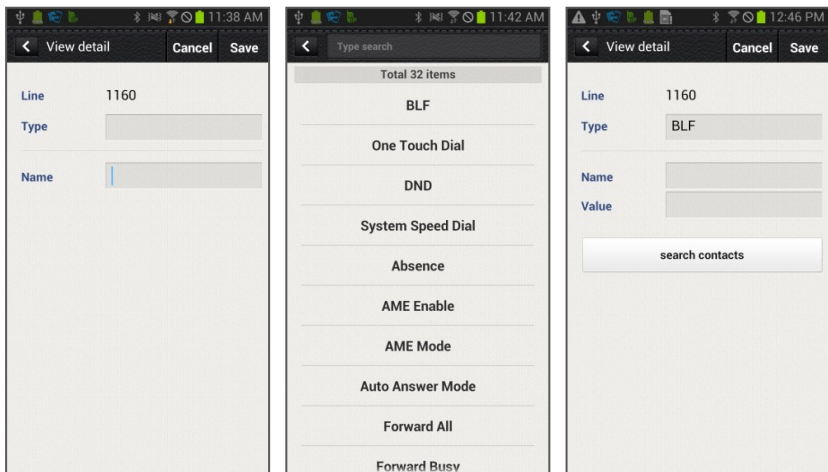 11:38 AM
View detail Cancel Save
Line 1160
Type
Name
11:42 AM
Type search
Total 32 items
BLF
One Touch Dial
DND
System Speed Dial
Absence
AME Enable
AME Mode
Auto Answer Mode
Forward All
Forward Busy
12:46 PM
View detail Cancel Save
Line 1160
Type BLF
Name
Value
search contacts